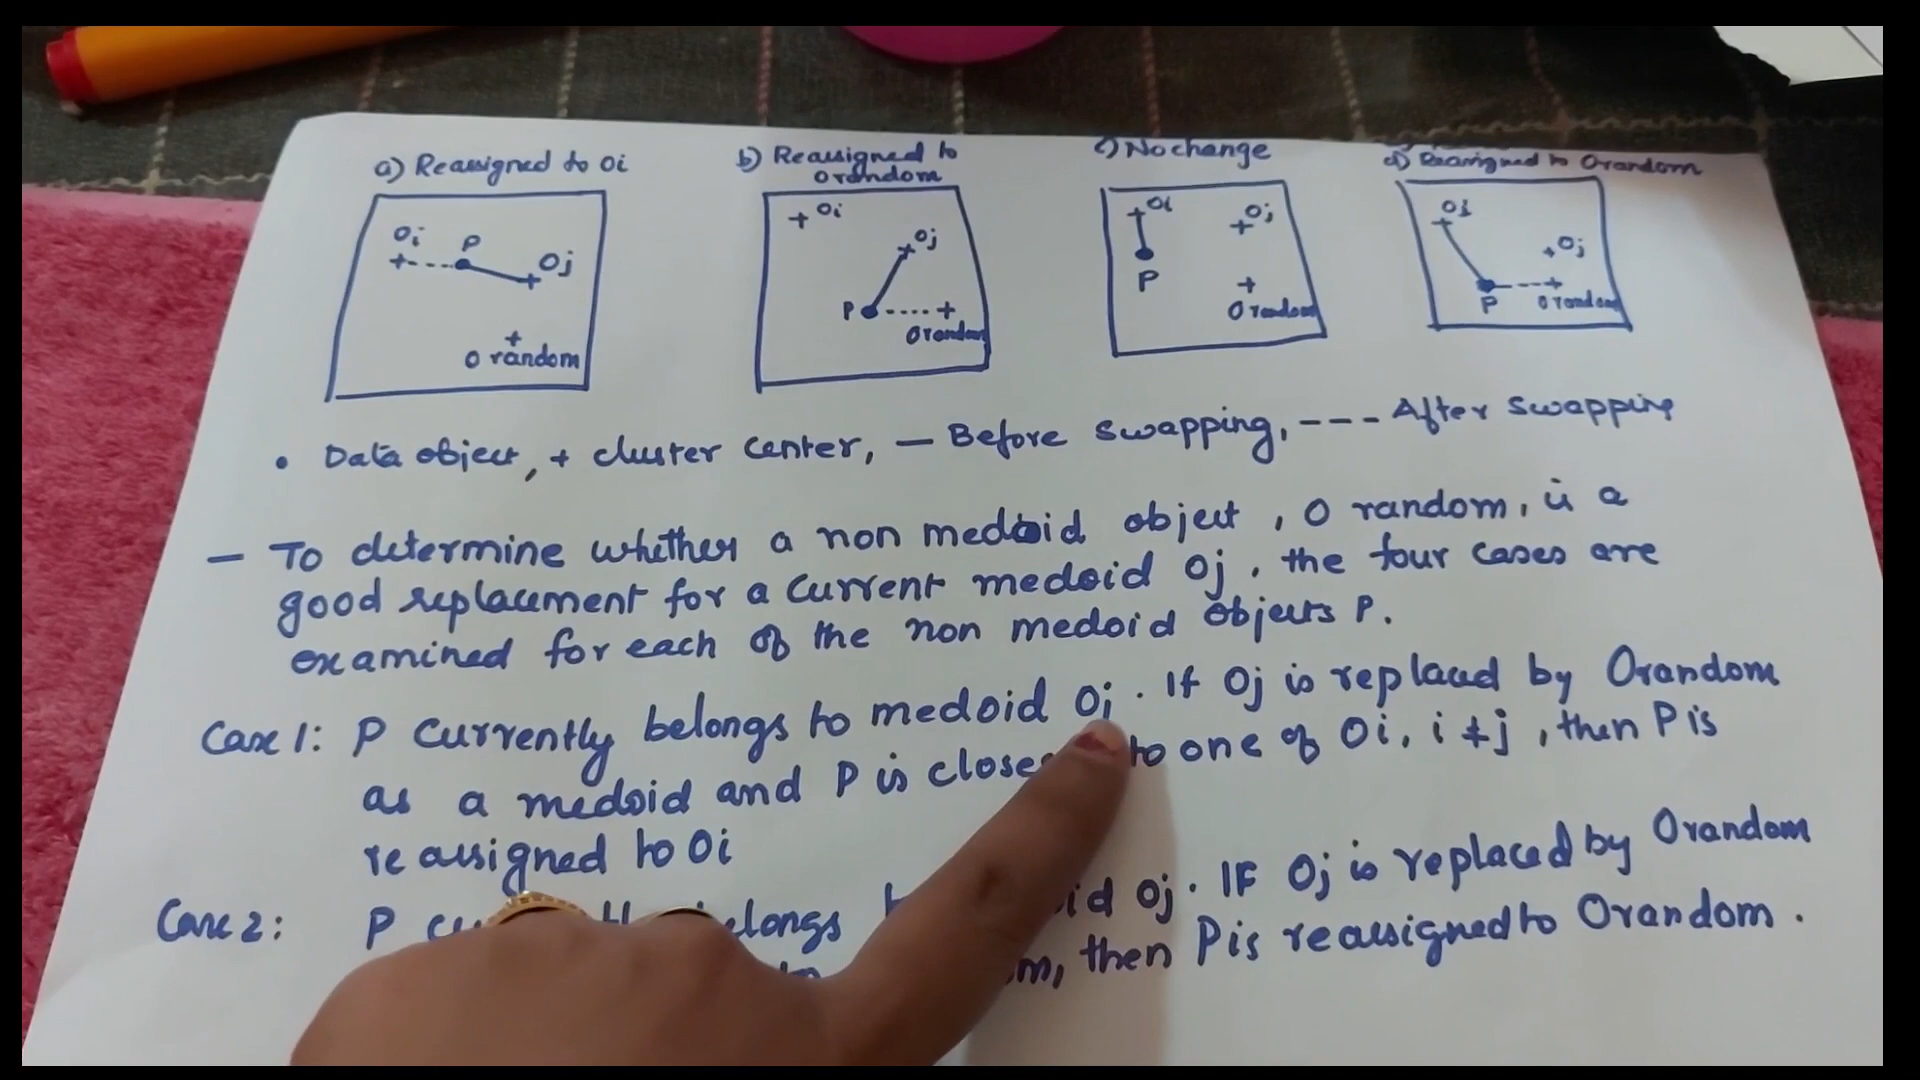 a) Reassigned to Oi
b) Reassigned to
Orandom
c) No change
d) Reassigned to Orandom
Oi
P
Oj
O random
Oi
Oj
P
O random
Oi
Oj
P
O random
Oi
Oj
P
O random
• Data object, + cluster center, — Before swapping, --- After swapping
— To determine whether a non medoid object, O random, is a
good replacement for a current medoid Oj, the four cases are
examined for each of the non medoid objects P.
Case 1: P currently belongs to medoid Oj. If Oj is replaced by Orandom
as a medoid and P is closest to one of Oi, i ≠ j, then P is
reassigned to Oi
Case 2: P belongs Oj. IF Oj is replaced by Orandom
then P is reassigned to Orandom.